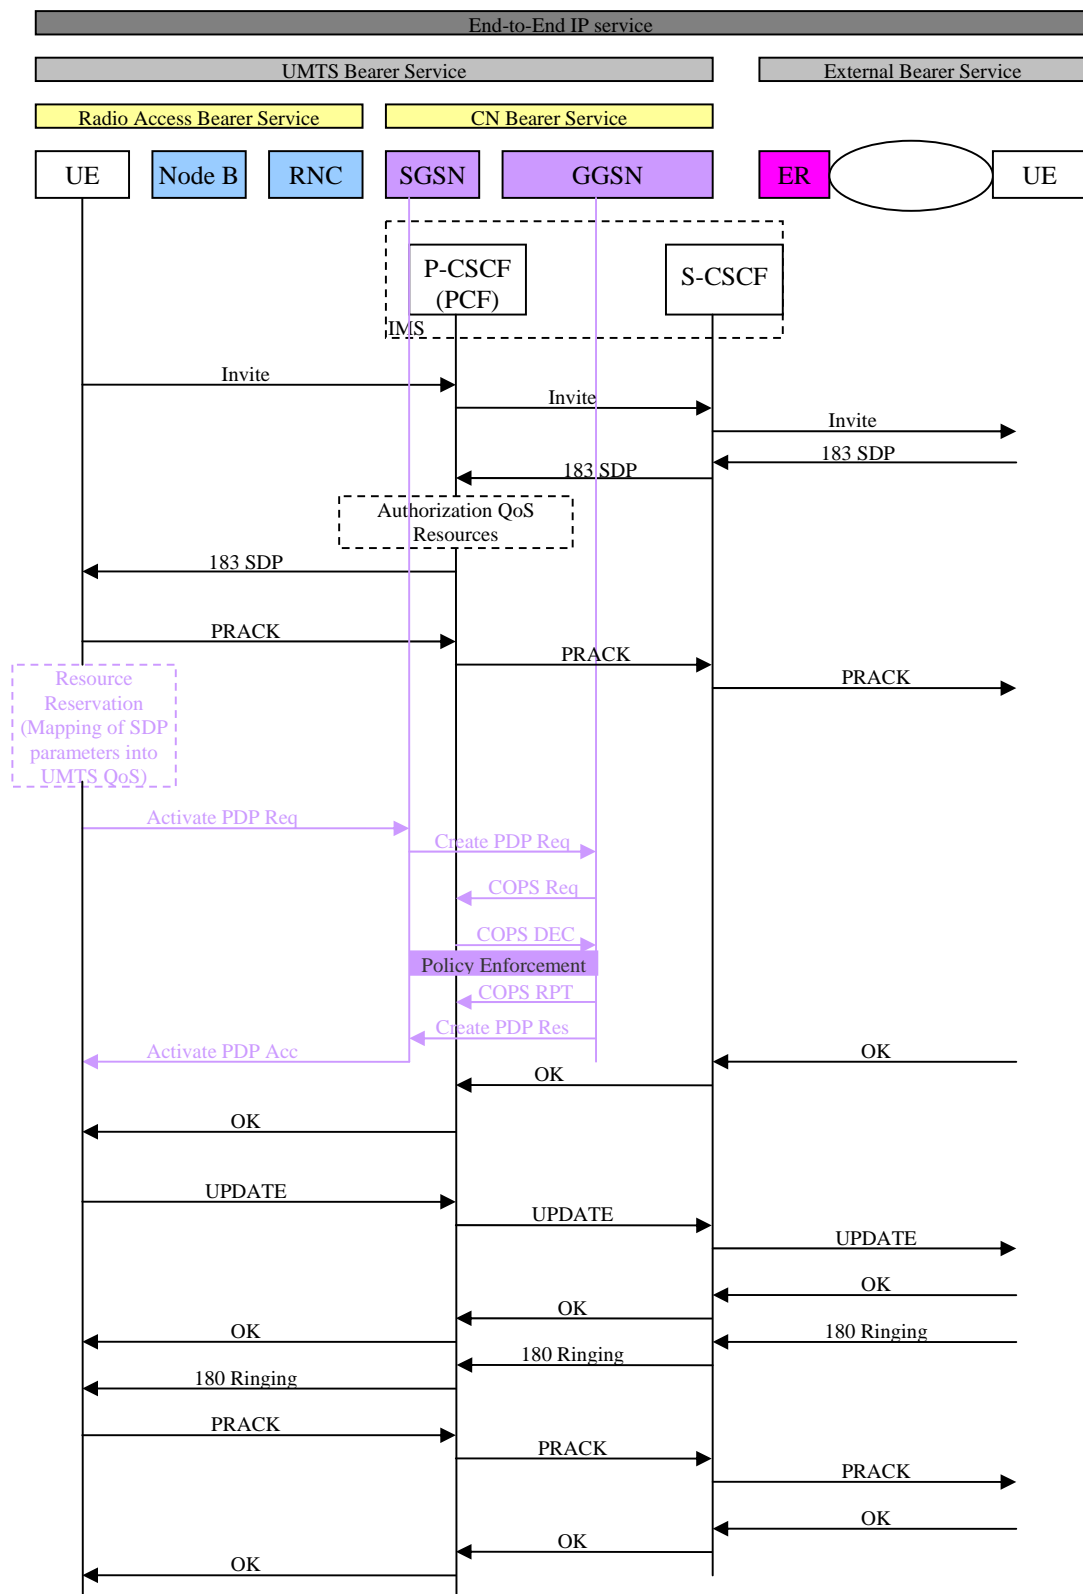 End-to-End IP service
UMTS Bearer Service
External Bearer Service
Radio Access Bearer Service
CN Bearer Service
UE
Node B
RNC
SGSN
GGSN
ER
UE
P-CSCF
(PCF)
S-CSCF
IMS
Invite
Invite
Invite
183 SDP
183 SDP
Authorization QoS
Resources
183 SDP
PRACK
PRACK
PRACK
Resource
Reservation
(Mapping of SDP
parameters into
UMTS QoS)
Activate PDP Req
Create PDP Req
COPS Req
COPS DEC
Policy Enforcement
COPS RPT
Create PDP Res
Activate PDP Acc
OK
OK
OK
UPDATE
UPDATE
UPDATE
OK
OK
OK
180 Ringing
180 Ringing
180 Ringing
PRACK
PRACK
PRACK
OK
OK
OK